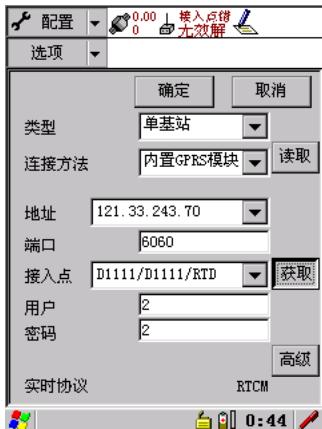 配置 0.00 0 接入点错 无效解
选项
确定 取消
类型 单基站
连接方法 内置GPRS模块 读取
地址 121.33.243.70
端口 6060
接入点 D1111/D1111/RTD 获取
用户 2
密码 2
高级
实时协议 RTCM
0:44